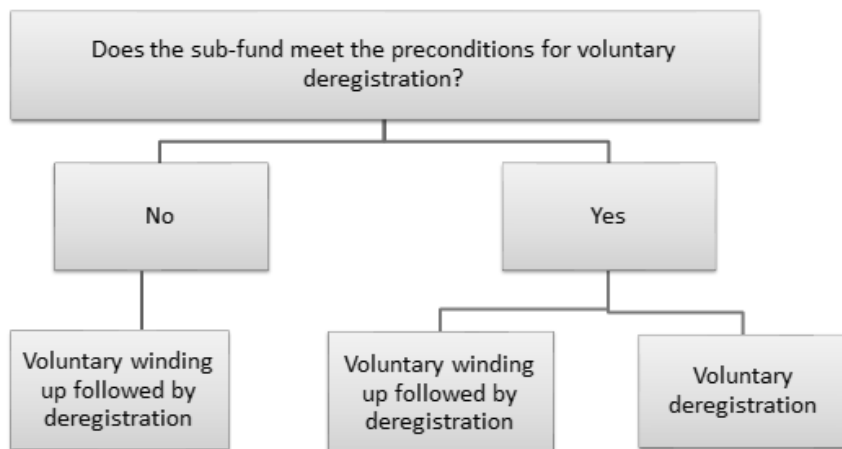 Does the sub-fund meet the preconditions for voluntary
deregistration?
No
Yes
Voluntary winding
up followed by
deregistration
Voluntary winding
up followed by
deregistration
Voluntary
deregistration